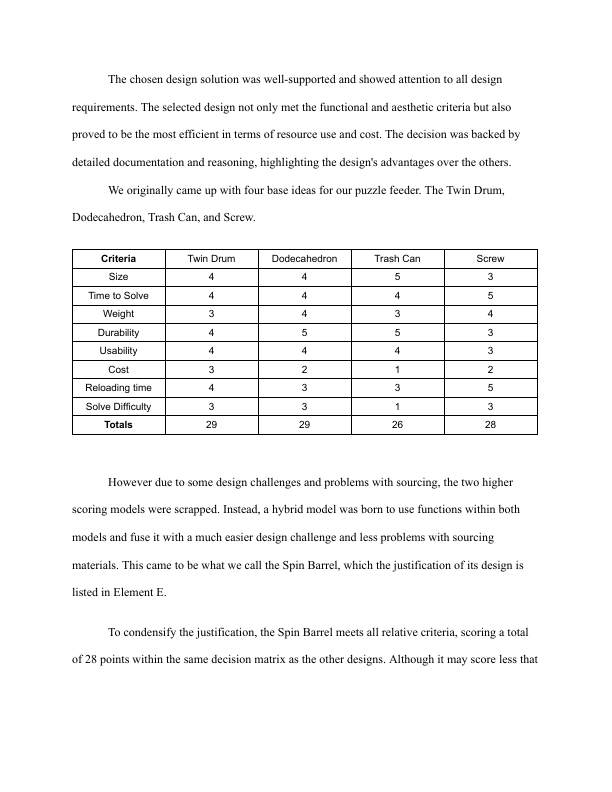 The chosen design solution was well-supported and showed attention to all design
requirements. The selected design not only met the functional and aesthetic criteria but also
proved to be the most efficient in terms of resource use and cost. The decision was backed by
detailed documentation and reasoning, highlighting the design's advantages over the others.
We originally came up with four base ideas for our puzzle feeder. The Twin Drum,
Dodecahedron, Trash Can, and Screw.
Criteria Twin Drum Dodecahedron Trash Can Screw
Size 4 4 5 3
Time to Solve 4 4 4 5
Weight 3 4 3 4
Durability 4 5 5 3
Usability 4 4 4 3
Cost 3 2 1 2
Reloading time 4 3 3 5
Solve Difficulty 3 3 1 3
Totals 29 29 26 28
However due to some design challenges and problems with sourcing, the two higher
scoring models were scrapped. Instead, a hybrid model was born to use functions within both
models and fuse it with a much easier design challenge and less problems with sourcing
materials. This came to be what we call the Spin Barrel, which the justification of its design is
listed in Element E.
To condensify the justification, the Spin Barrel meets all relative criteria, scoring a total
of 28 points within the same decision matrix as the other designs. Although it may score less that